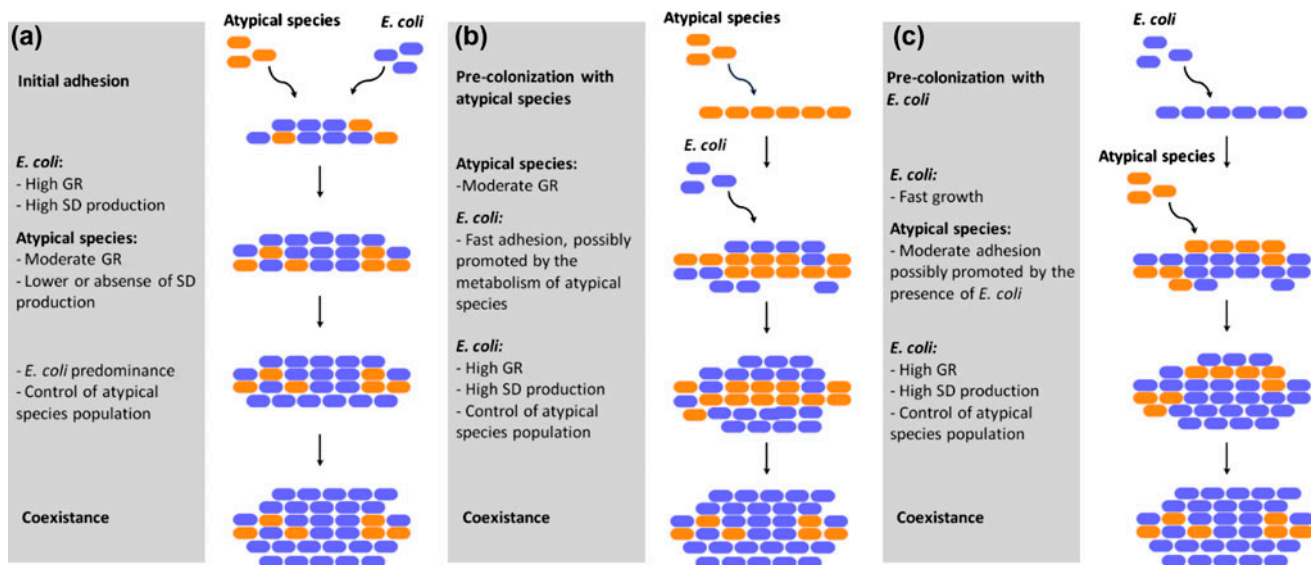 (a)
Initial adhesion
E. coli:
- High GR
- High SD production
Atypical species:
- Moderate GR
- Lower or absence of SD
production
- E. coli predominance
- Control of atypical
species population
Coexistance
Atypical species
E. coli
(b)
Pre-colonization with
atypical species
Atypical species:
-Moderate GR
E. coli:
- Fast adhesion, possibly
promoted by the
metabolism of atypical
species
E. coli:
- High GR
- High SD production
- Control of atypical
species population
Coexistance
Atypical species
E. coli
(c)
Pre-colonization with
E. coli
E. coli:
- Fast growth
Atypical species:
- Moderate adhesion
possibly promoted by the
presence of E. coli
E. coli:
- High GR
- High SD production
- Control of atypical
species population
Coexistance
E. coli
Atypical species